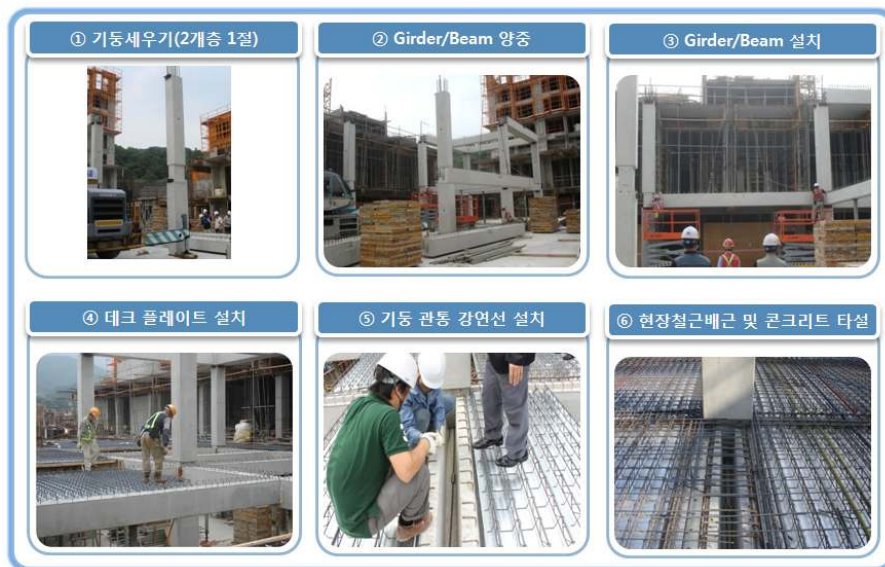 ① 기둥세우기(2개층 1절)
② Girder/Beam 양중
③ Girder/Beam 설치
④ 데크 플레이트 설치
⑤ 기둥 관통 강연선 설치
⑥ 현장철근배근 및 콘크리트 타설